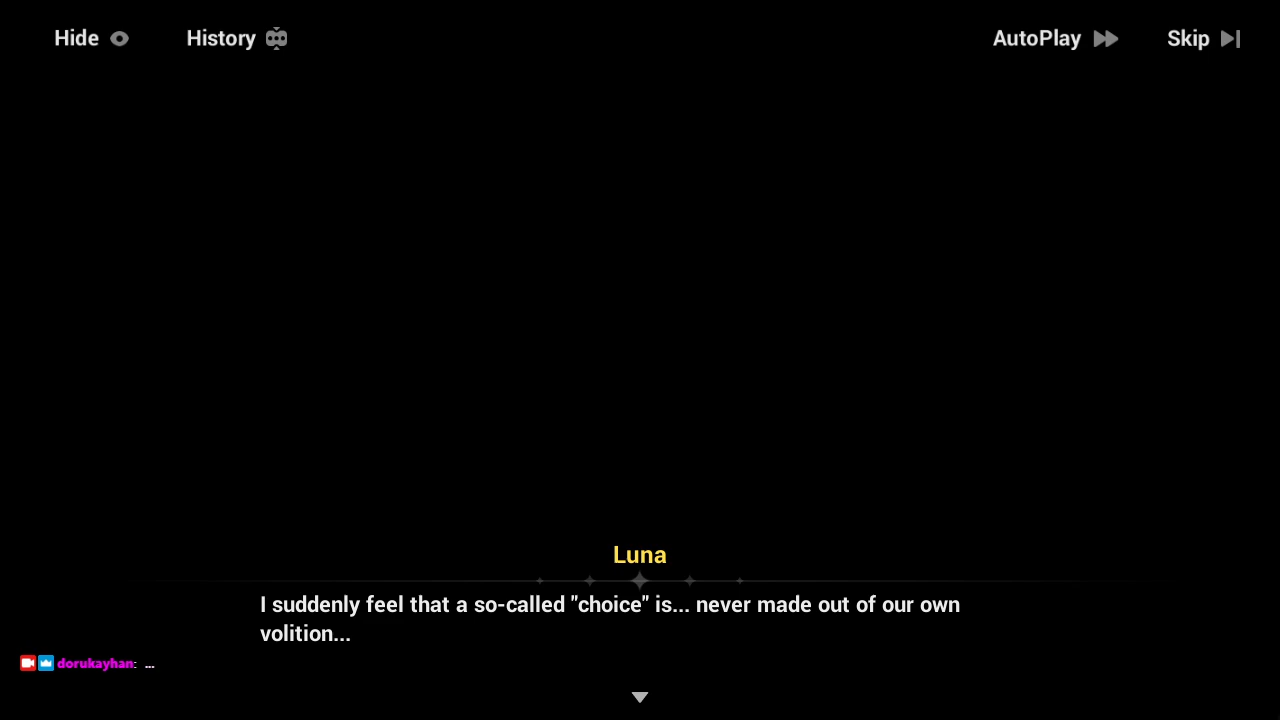 Hide
History
AutoPlay
Skip
Luna
I suddenly feel that a so-called "choice" is... never made out of our own
volition...
dorukayhan: ...